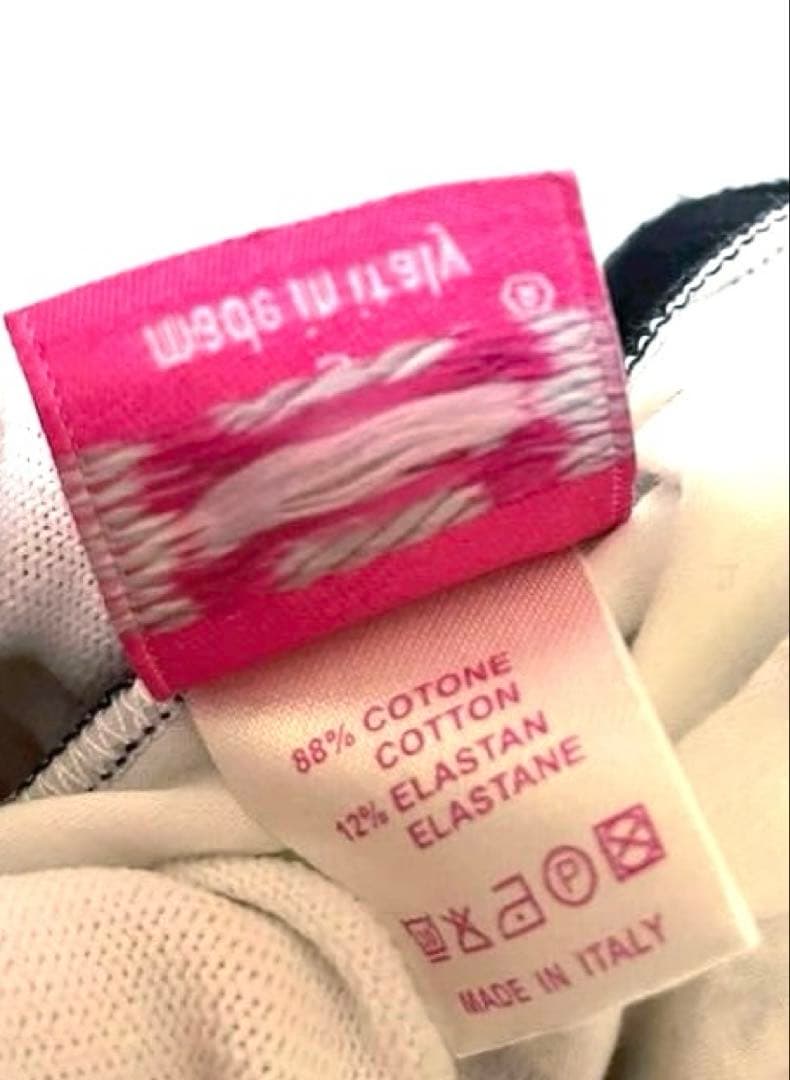 made in italy
®
88% COTONE
COTTON
12% ELASTAN
ELASTANE
P
MADE IN ITALY